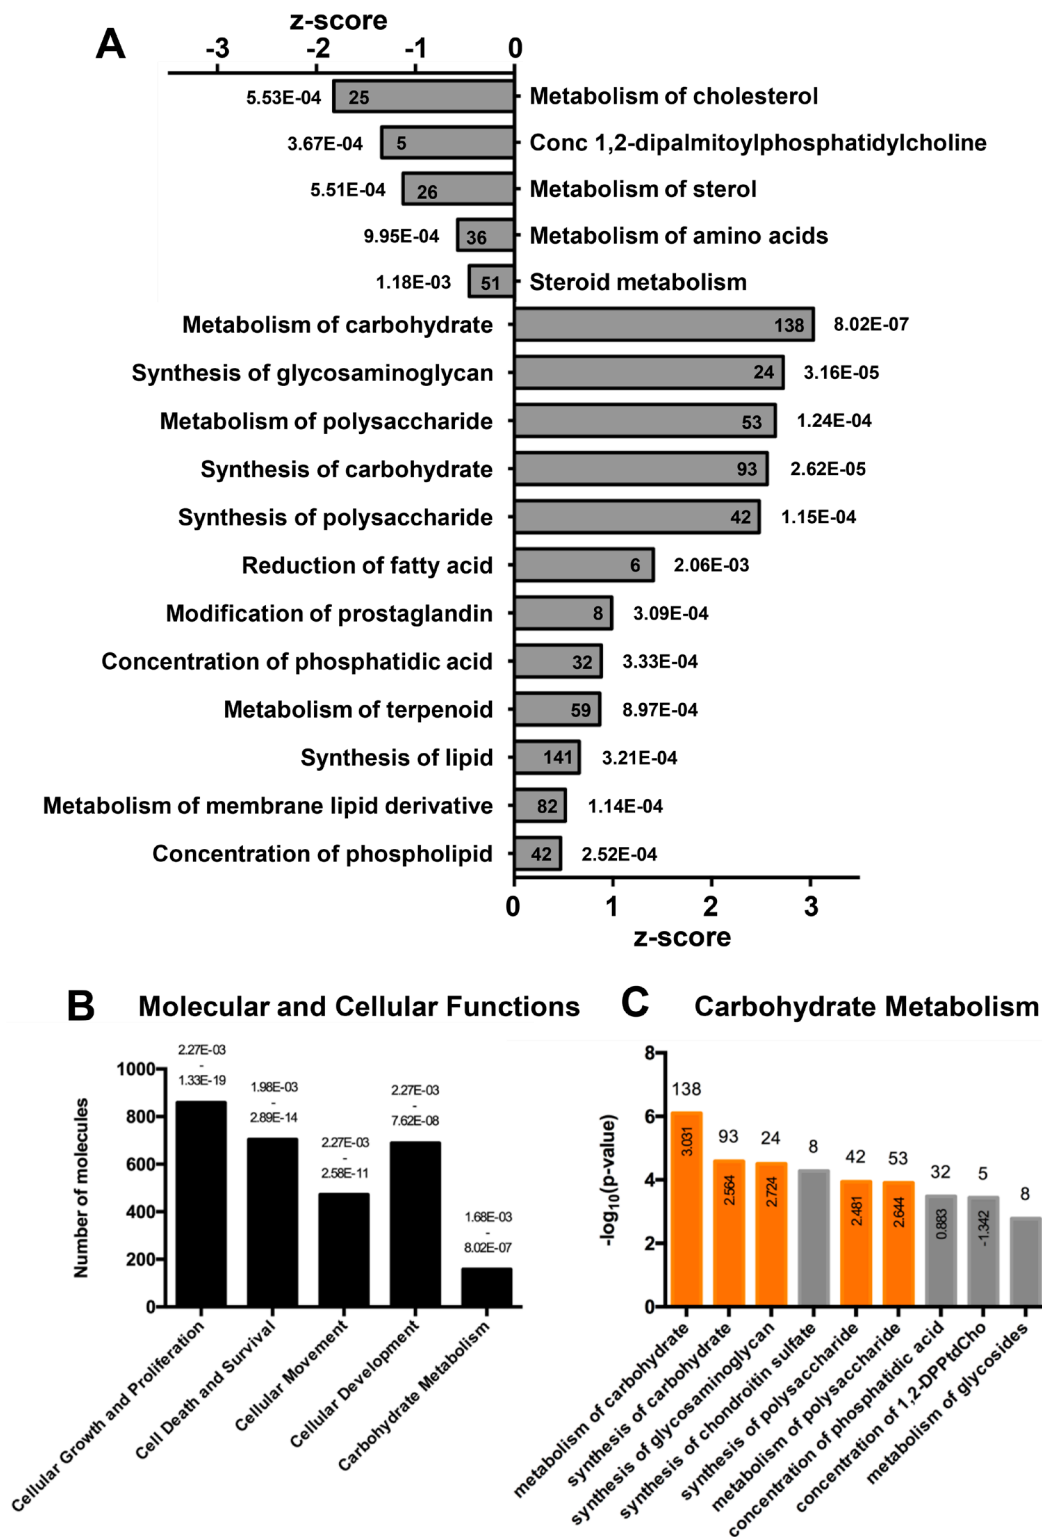 A
z-score
-3 -2 -1 0
5.53E-04 25 Metabolism of cholesterol
3.67E-04 5 Conc 1,2-dipalmitoylphosphatidylcholine
5.51E-04 26 Metabolism of sterol
9.95E-04 36 Metabolism of amino acids
1.18E-03 51 Steroid metabolism
Metabolism of carbohydrate 138 8.02E-07
Synthesis of glycosaminoglycan 24 3.16E-05
Metabolism of polysaccharide 53 1.24E-04
Synthesis of carbohydrate 93 2.62E-05
Synthesis of polysaccharide 42 1.15E-04
Reduction of fatty acid 6 2.06E-03
Modification of prostaglandin 8 3.09E-04
Concentration of phosphatidic acid 32 3.33E-04
Metabolism of terpenoid 59 8.97E-04
Synthesis of lipid 141 3.21E-04
Metabolism of membrane lipid derivative 82 1.14E-04
Concentration of phospholipid 42 2.52E-04
0 1 2 3
z-score
B Molecular and Cellular Functions
Number of molecules
1000
800
600
400
200
0
2.27E-03
-
1.33E-19
1.98E-03
-
2.89E-14
2.27E-03
-
2.58E-11
2.27E-03
-
7.62E-08
1.68E-03
-
8.02E-07
Cellular Growth and Proliferation
Cell Death and Survival
Cellular Movement
Cellular Development
Carbohydrate Metabolism
C Carbohydrate Metabolism
-log10(p-value)
8
6
4
2
0
138 93 24 8 42 53 32 5 8
3.031 2.564 2.724 2.481 2.644 0.883 -1.342
metabolism of carbohydrate
synthesis of carbohydrate
synthesis of glycosaminoglycan
synthesis of chondroitin sulfate
synthesis of polysaccharide
metabolism of polysaccharide
concentration of phosphatidic acid
concentration of 1,2-DPPtdCho
metabolism of glycosides